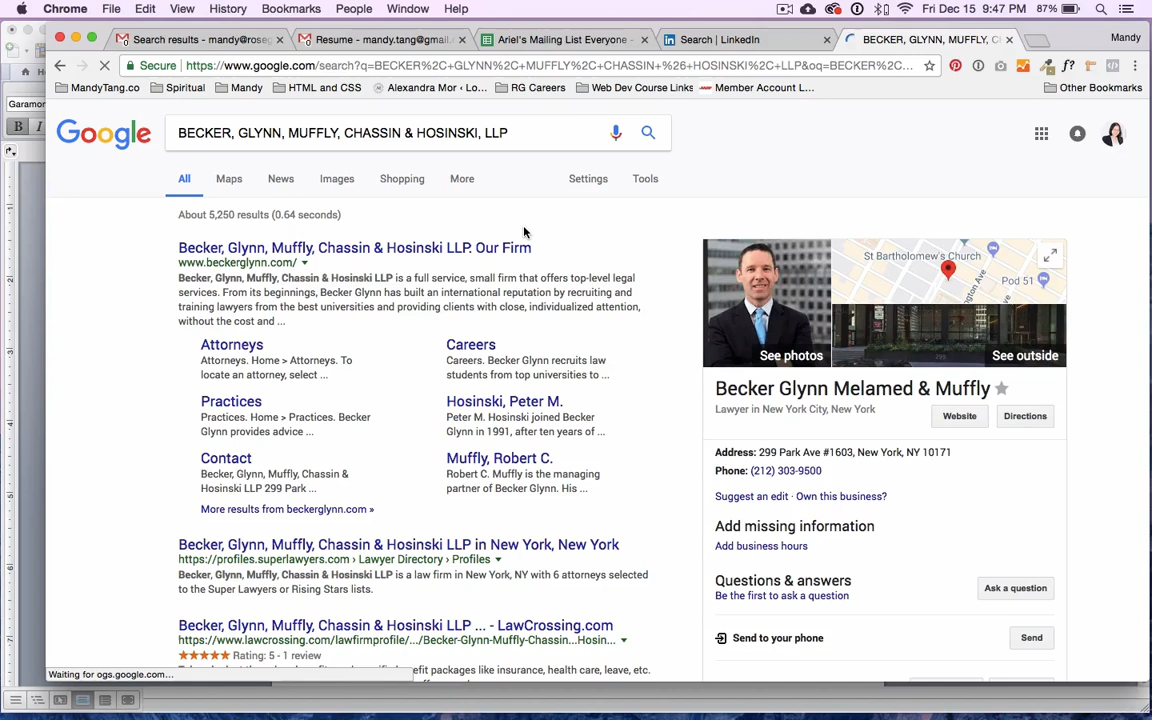 Chrome File Edit View History Bookmarks People Window Help Fri Dec 15 9:47 PM 87%
Search results - mandy@roseg Resume - mandy.tang@gmail. Ariel's Mailing List Everyone - Search | LinkedIn BECKER, GLYNN, MUFFLY, C Mandy
Secure https://www.google.com/search?q=BECKER%2C+GLYNN%2C+MUFFLY%2C+CHASSIN+%26+HOSINSKI%2C+LLP&oq=BECKER%2C...
MandyTang.co Spiritual Mandy HTML and CSS Alexandra Mor - Lo... RG Careers Web Dev Course Links Member Account L... Other Bookmarks
Garamo
B
Google
BECKER, GLYNN, MUFFLY, CHASSIN & HOSINSKI, LLP
All Maps News Images Shopping More Settings Tools
About 5,250 results (0.64 seconds)
Becker, Glynn, Muffly, Chassin & Hosinski LLP. Our Firm
www.beckerglynn.com/
Becker, Glynn, Muffly, Chassin & Hosinski LLP is a full service, small firm that offers top-level legal
services. From its beginnings, Becker Glynn has built an international reputation by recruiting and
training lawyers from the best universities and providing clients with close, individualized attention,
without the cost and ...
Attorneys
Attorneys. Home > Attorneys. To
locate an attorney, select ...
Careers
Careers. Becker Glynn recruits law
students from top universities to ...
Practices
Practices. Home > Practices. Becker
Glynn provides advice ...
Hosinski, Peter M.
Peter M. Hosinski joined Becker
Glynn in 1991, after ten years of ...
Contact
Becker, Glynn, Muffly, Chassin &
Hosinski LLP 299 Park ...
Muffly, Robert C.
Robert C. Muffly is the managing
partner of Becker Glynn. His ...
More results from beckerglynn.com »
Becker, Glynn, Muffly, Chassin & Hosinski LLP in New York, New York
https://profiles.superlawyers.com › Lawyer Directory › Profiles
Becker, Glynn, Muffly, Chassin & Hosinski LLP is a law firm in New York, NY with 6 attorneys selected
to the Super Lawyers or Rising Stars lists.
Becker, Glynn, Muffly, Chassin & Hosinski LLP ... - LawCrossing.com
https://www.lawcrossing.com/lawfirmprofile/.../Becker-Glynn-Muffly-Chassin...Hosin...
Rating: 5 - 1 review
St Bartholomew's Church
Pod 51
See photos
See outside
Becker Glynn Melamed & Muffly
Lawyer in New York City, New York
Website Directions
Address: 299 Park Ave #1603, New York, NY 10171
Phone: (212) 303-9500
Suggest an edit · Own this business?
Add missing information
Add business hours
Questions & answers
Be the first to ask a question
Ask a question
Send to your phone
Send
Waiting for ogs.google.com...